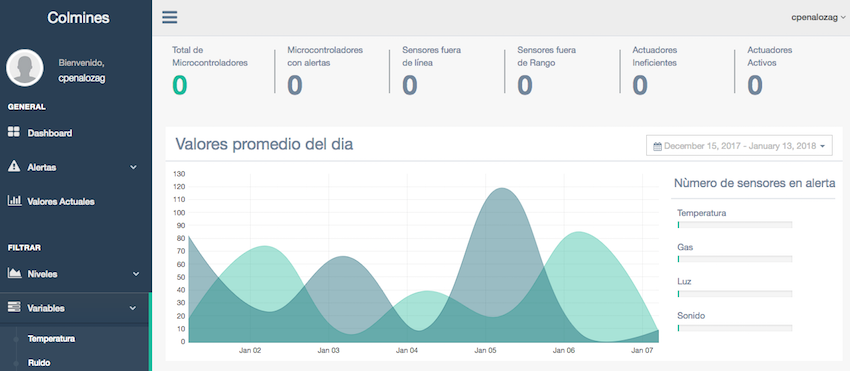 Colmines
cpenalozag
Bienvenido,
cpenalozag
GENERAL
Dashboard
Alertas
Valores Actuales
FILTRAR
Niveles
Variables
Temperatura
Ruido
Total de
Microcontroladores
0
Microcontroladores
con alertas
0
Sensores fuera
de línea
0
Sensores fuera
de Rango
0
Actuadores
Ineficientes
0
Actuadores
Activos
0
Valores promedio del dia
December 15, 2017 - January 13, 2018
130
120
110
100
90
80
70
60
50
40
30
20
10
0
Jan 02
Jan 03
Jan 04
Jan 05
Jan 06
Jan 07
Nùmero de sensores en alerta
Temperatura
Gas
Luz
Sonido